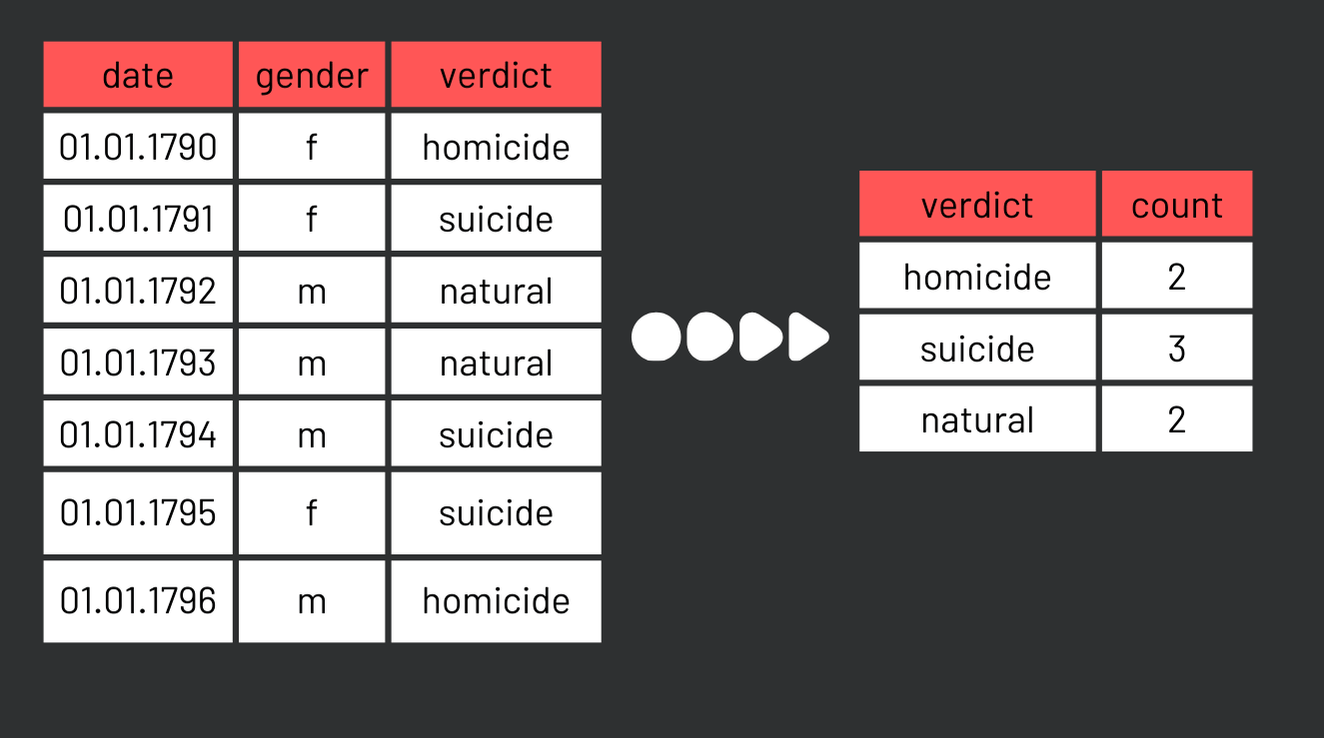 date gender verdict
01.01.1790 f homicide
01.01.1791 f suicide
01.01.1792 m natural
01.01.1793 m natural
01.01.1794 m suicide
01.01.1795 f suicide
01.01.1796 m homicide
verdict count
homicide 2
suicide 3
natural 2